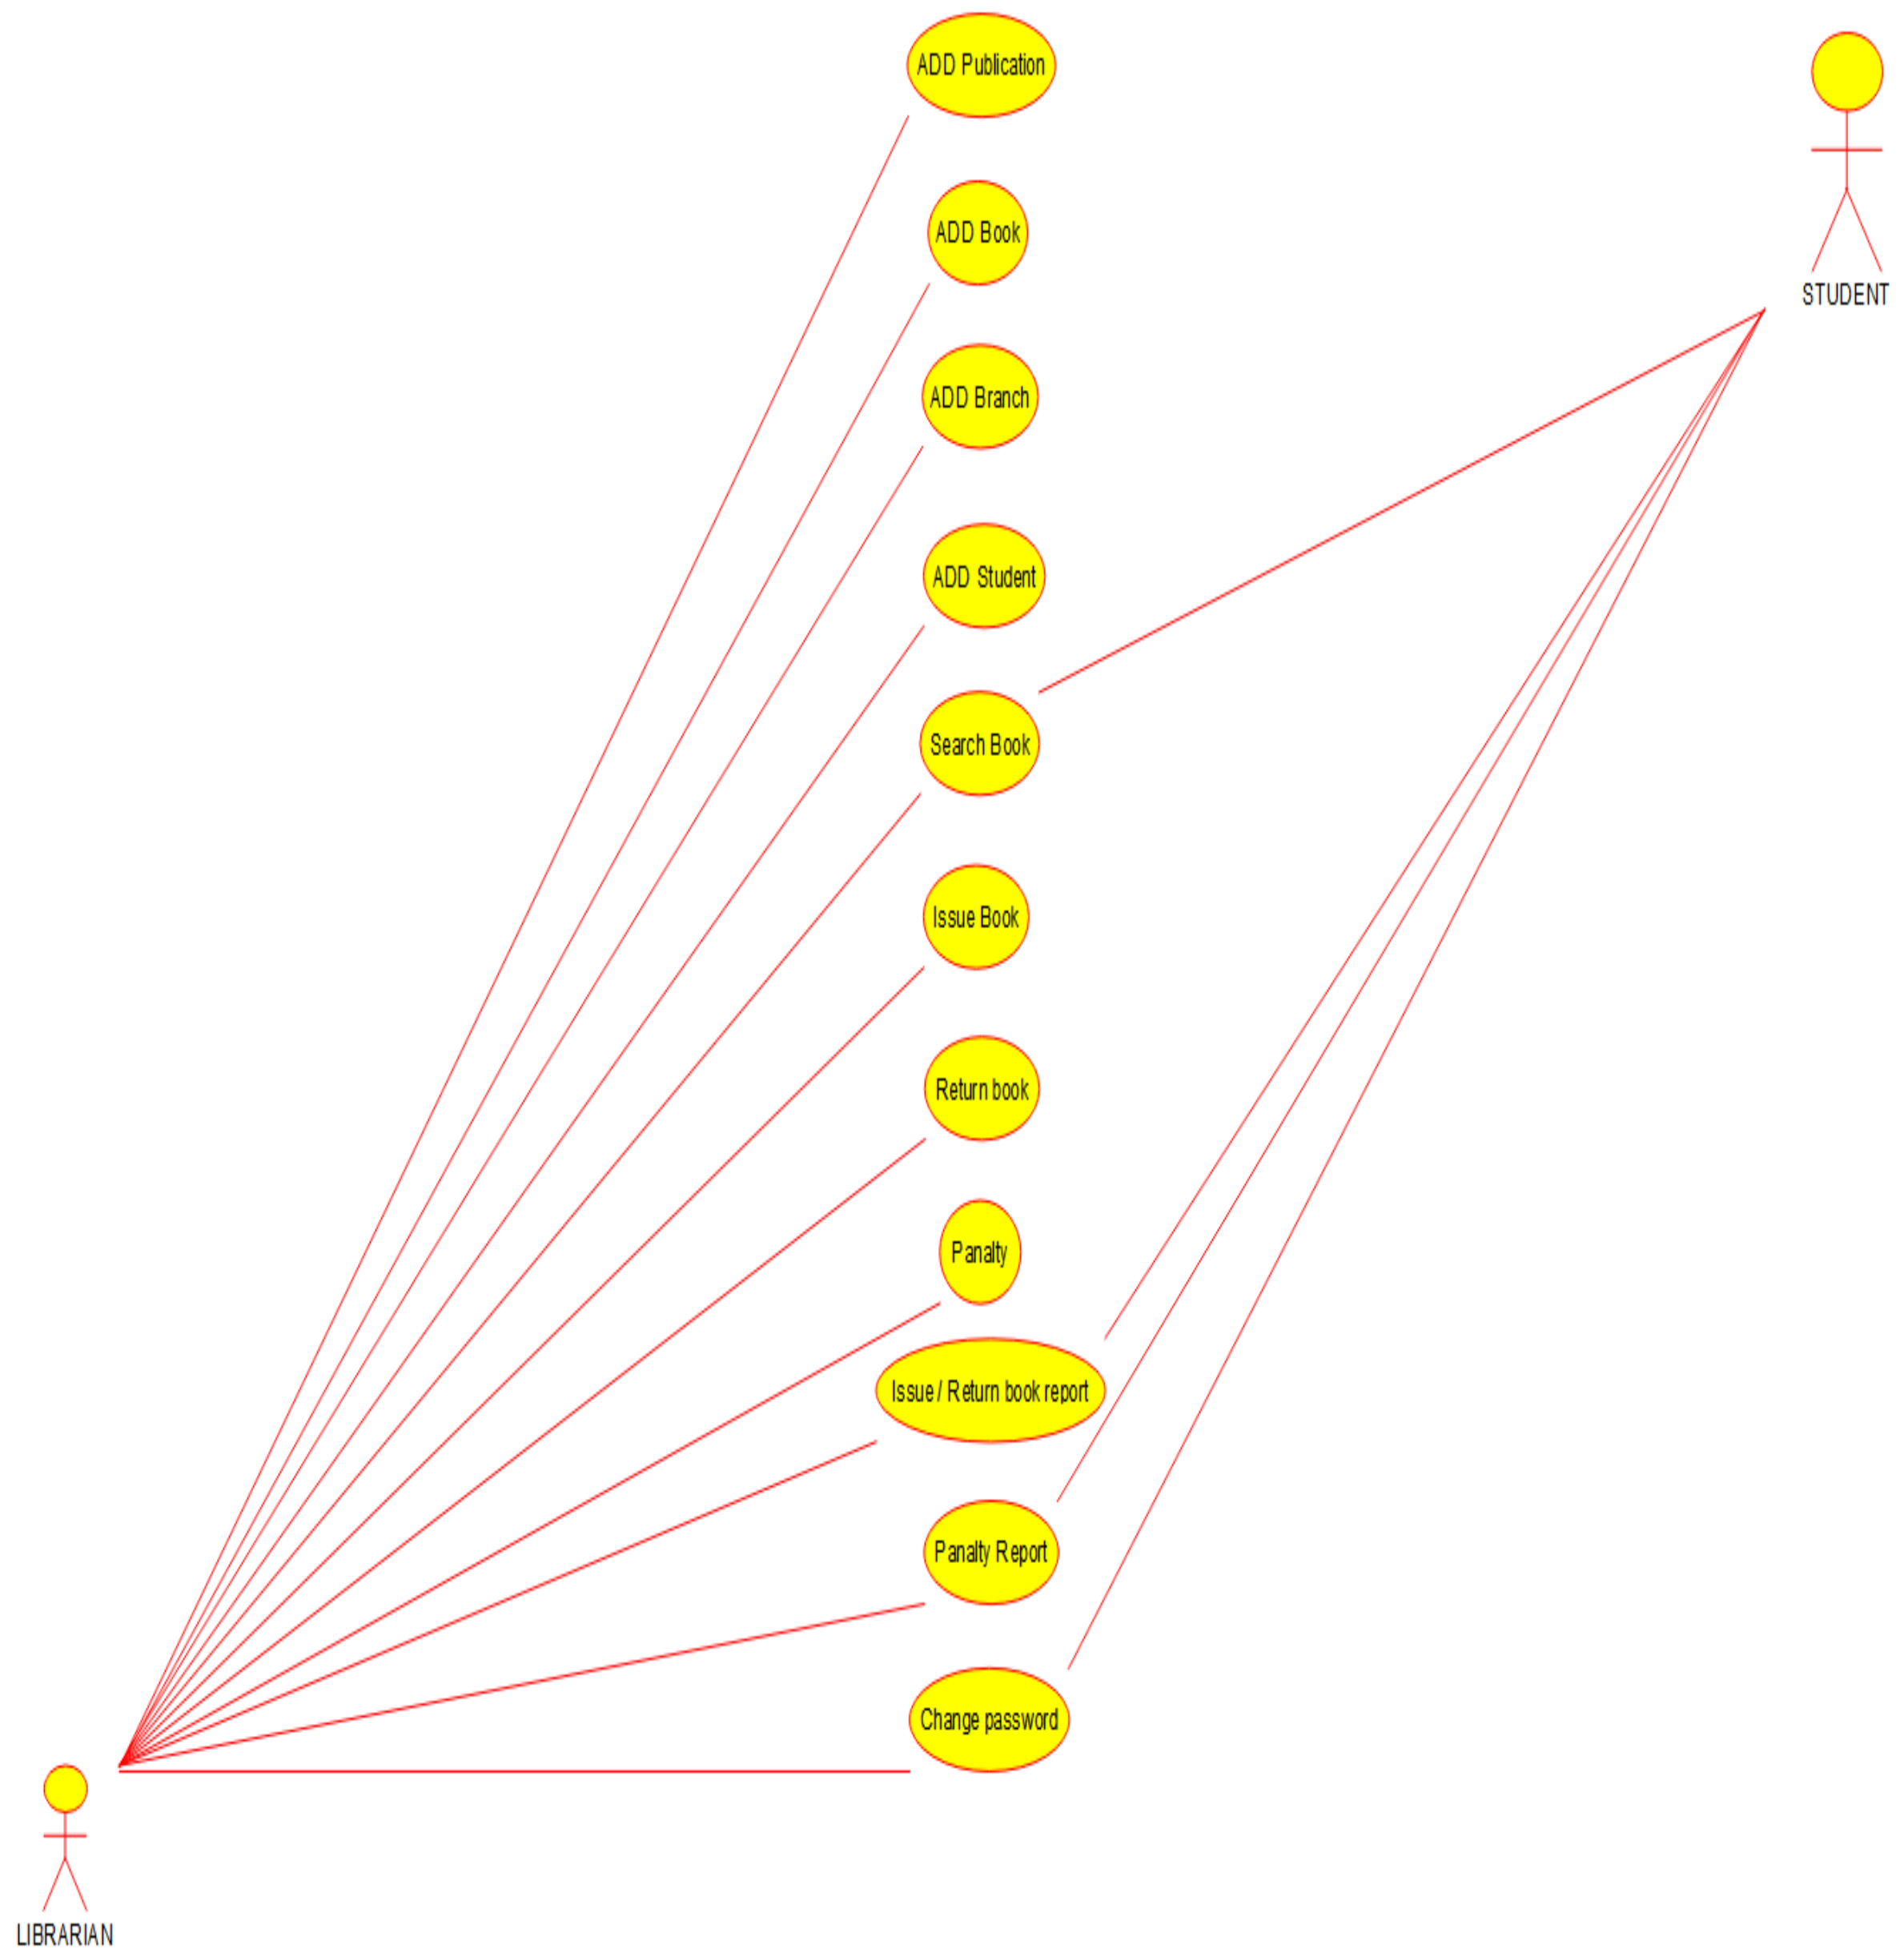 ADD Publication
STUDENT
ADD Book
ADD Branch
ADD Student
Search Book
Issue Book
Return book
Panalty
Issue / Return book report
Panalty Report
Change password
LIBRARIAN